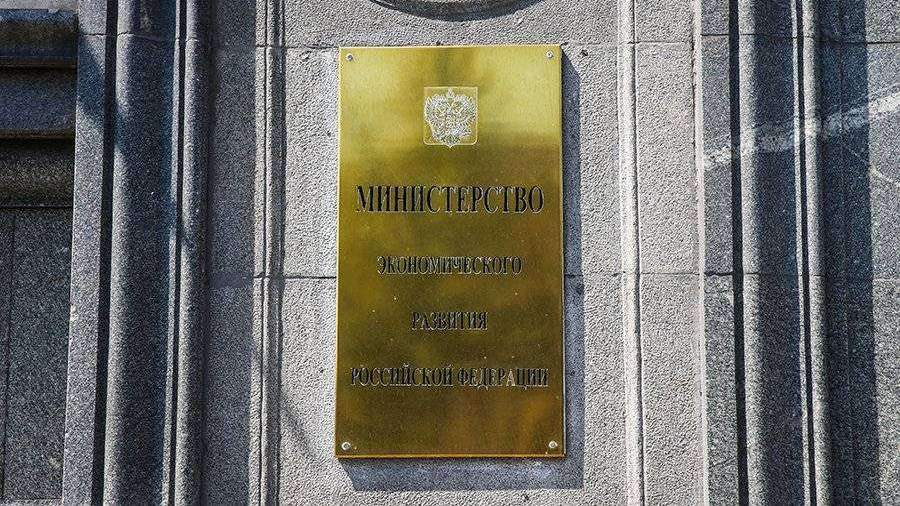 МИНИСТЕРСТВО
ЭКОНОМИЧЕСКОГО
РАЗВИТИЯ
РОССИЙСКОЙ ФЕДЕРАЦИИ